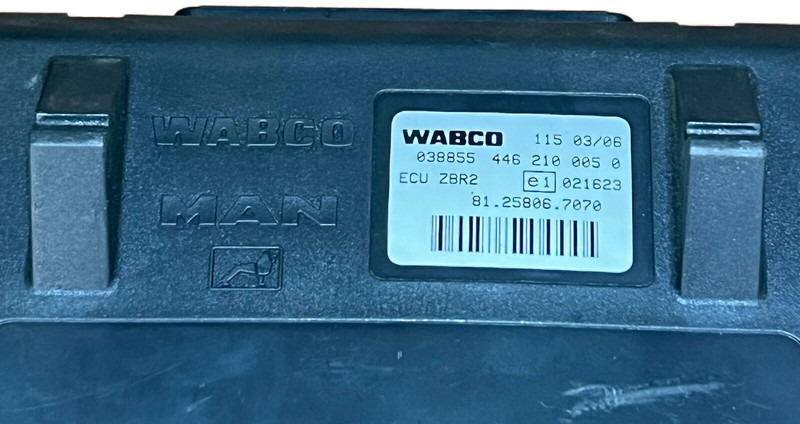 WABCO
MAN
WABCO 115 03/06
038855 446 210 005 0
ECU ZBR2 e1 021623
81.25806.7070